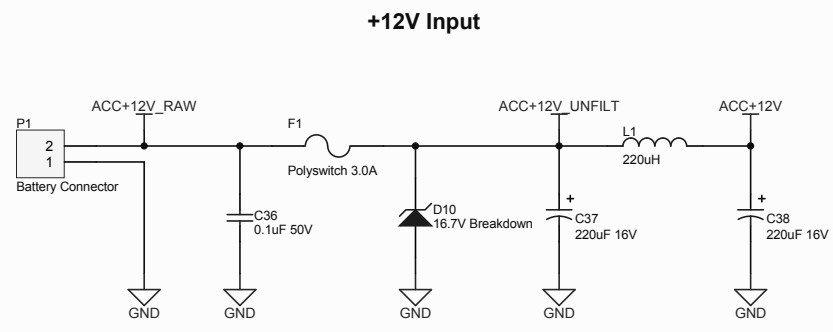 +12V Input
ACC+12V_RAW
ACC+12V_UNFILT
ACC+12V
P1
F1
L1
2
1
Polyswitch 3.0A
220uH
Battery Connector
C36
0.1uF 50V
D10
16.7V Breakdown
C37
220uF 16V
C38
220uF 16V
+
+
GND
GND
GND
GND
GND